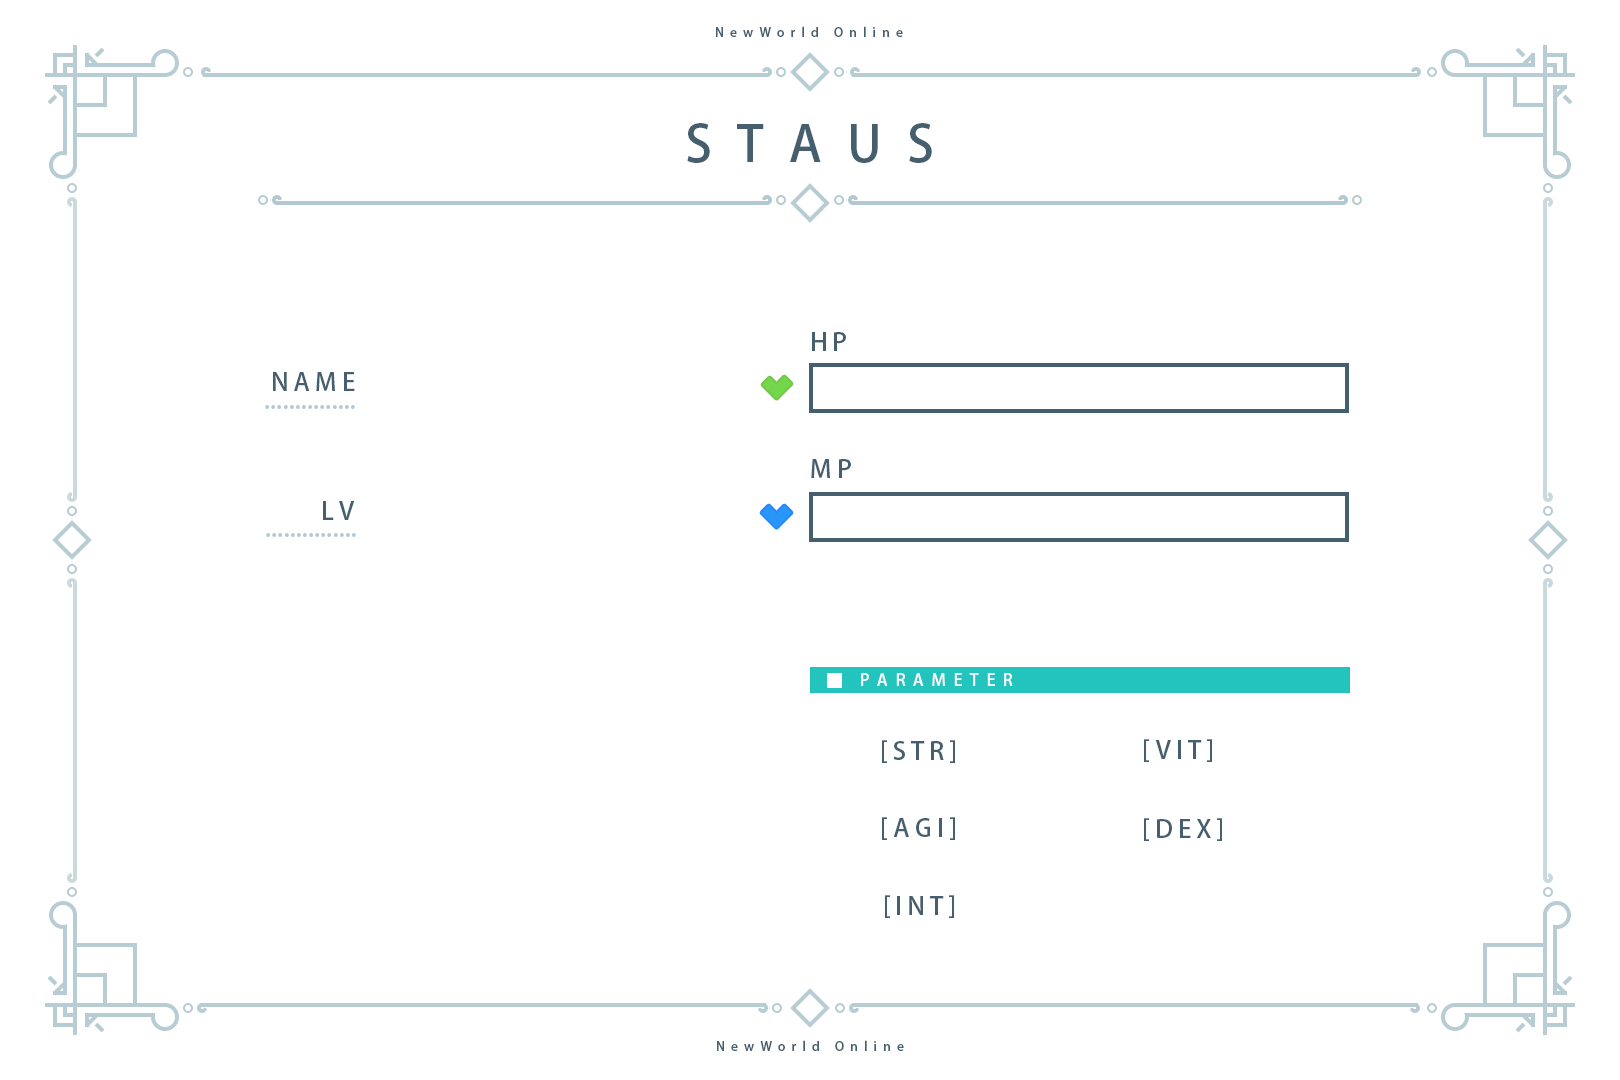 NewWorld Online
STAUS
HP
NAME
MP
LV
PARAMETER
[STR] [VIT]
[AGI] [DEX]
[INT]
NewWorld Online